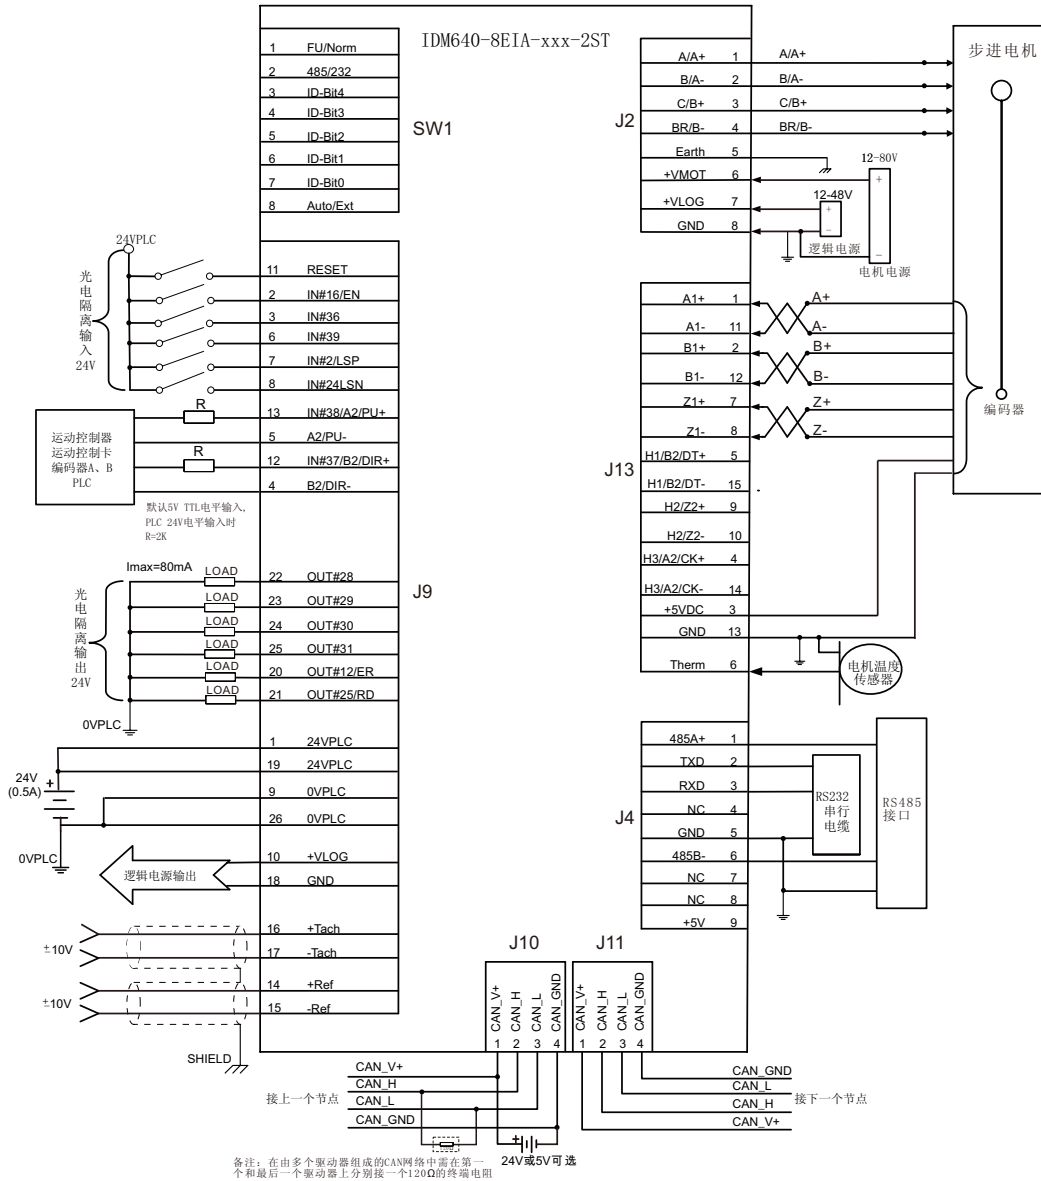 IDM640-8EIA-xxx-2ST
1 FU/Norm
2 485/232
3 ID-Bit4
4 ID-Bit3
5 ID-Bit2
6 ID-Bit1
7 ID-Bit0
8 Auto/Ext
SW1
24VPLC
光电隔离输入
24V
11 RESET
2 IN#16/EN
3 IN#36
6 IN#39
7 IN#2/LSP
8 IN#24LSN
13 IN#38/A2/PU+
5 A2/PU-
12 IN#37/B2/DIR+
4 B2/DIR-
R
R
运动控制器
运动控制卡
编码器A、B
PLC
默认5V TTL电平输入,
PLC 24V电平输入时
R=2K
J9
Imax=80mA
光电隔离输出
24V
LOAD 22 OUT#28
LOAD 23 OUT#29
LOAD 24 OUT#30
LOAD 25 OUT#31
LOAD 20 OUT#12/ER
LOAD 21 OUT#25/RD
0VPLC
1 24VPLC
19 24VPLC
9 0VPLC
26 0VPLC
24V
(0.5A)
+
0VPLC
10 +VLOG
18 GND
逻辑电源输出
16 +Tach
17 -Tach
±10V
14 +Ref
15 -Ref
±10V
SHIELD
J2
A/A+ 1 A/A+
B/A- 2 B/A-
C/B+ 3 C/B+
BR/B- 4 BR/B-
Earth 5
+VMOT 6
+VLOG 7
GND 8
步进电机
12-80V
+
-
电机电源
12-48V
+
-
逻辑电源
J13
A1+ 1 A+
A1- 11 A-
B1+ 2 B+
B1- 12 B-
Z1+ 7 Z+
Z1- 8 Z-
H1/B2/DT+ 5
H1/B2/DT- 15
H2/Z2+ 9
H2/Z2- 10
H3/A2/CK+ 4
H3/A2/CK- 14
+5VDC 3
GND 13
Therm 6
编码器
电机温度
传感器
J4
485A+ 1
TXD 2
RXD 3
NC 4
GND 5
485B- 6
NC 7
NC 8
+5V 9
RS232
串行
电缆
RS485
接口
J10
CAN_V+ 1
CAN_H 2
CAN_L 3
CAN_GND 4
J11
CAN_V+ 1
CAN_H 2
CAN_L 3
CAN_GND 4
CAN_V+
CAN_H
CAN_L
CAN_GND
接上一个节点
CAN_GND
CAN_L
CAN_H
CAN_V+
接下一个节点
+
24V或5V可选
备注：在由多个驱动器组成的CAN网络中需在第一
个和最后一个驱动器上分别接一个120Ω的终端电阻